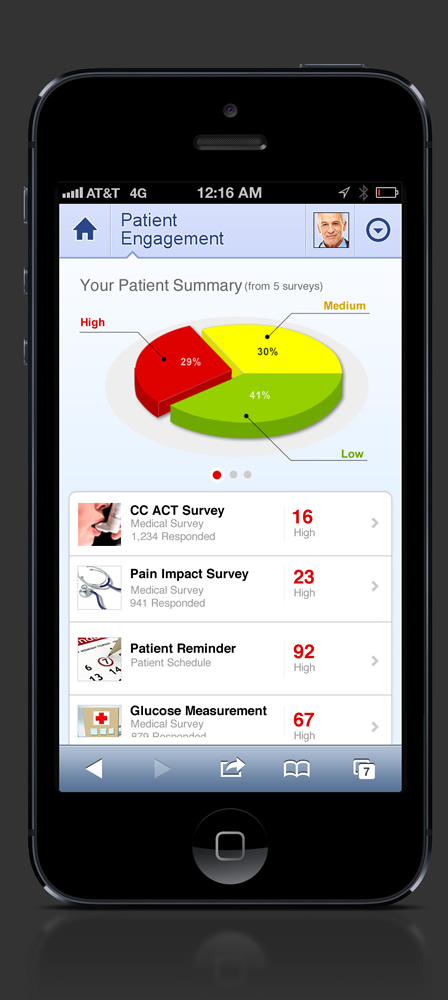 AT&T 4G 12:16 AM
Patient
Engagement
Your Patient Summary (from 5 surveys)
Medium
High
30%
29%
41%
Low
CC ACT Survey
Medical Survey
1,234 Responded
16
High
Pain Impact Survey
Medical Survey
941 Responded
23
High
Patient Reminder
Patient Schedule
92
High
6
7
13
14
Glucose Measurement
Medical Survey
879 Responded
67
High
7